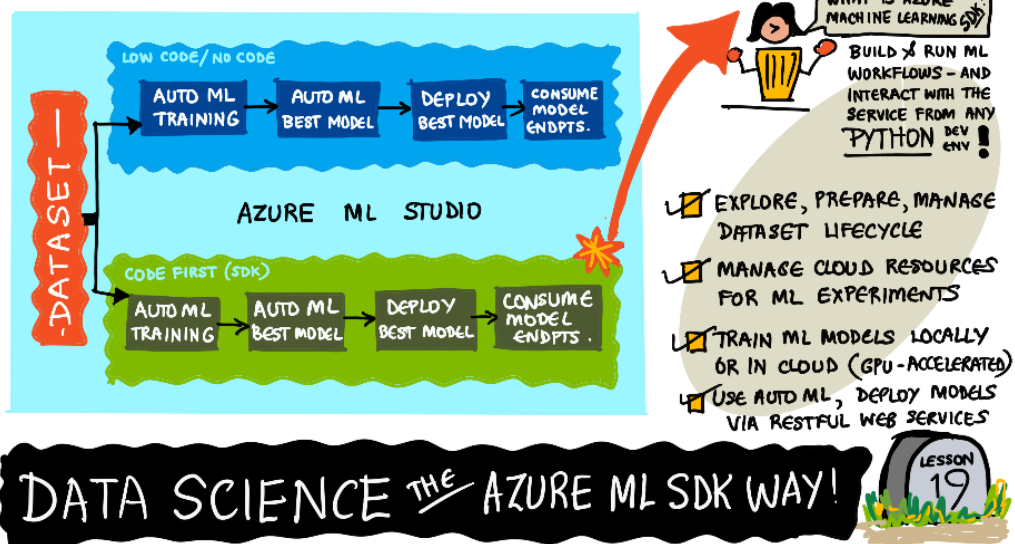 WHAT IS AZURE
MACHINE LEARNING SDK?
BUILD & RUN ML
WORKFLOWS - AND
INTERACT WITH THE
SERVICE FROM ANY
PYTHON DEV ENV!
DATASET
LOW CODE/NO CODE
AUTO ML
TRAINING
AUTO ML
BEST MODEL
DEPLOY
BEST MODEL
CONSUME
MODEL
ENDPTS.
AZURE ML STUDIO
CODE FIRST (SDK)
AUTO ML
TRAINING
AUTO ML
BEST MODEL
DEPLOY
BEST MODEL
CONSUME
MODEL
ENDPTS.
EXPLORE, PREPARE, MANAGE
DATASET LIFECYCLE
MANAGE CLOUD RESOURCES
FOR ML EXPERIMENTS
TRAIN ML MODELS LOCALLY
OR IN CLOUD (GPU-ACCELERATED)
USE AUTO ML, DEPLOY MODELS
VIA RESTFUL WEB SERVICES
DATA SCIENCE THE AZURE ML SDK WAY!
LESSON
19